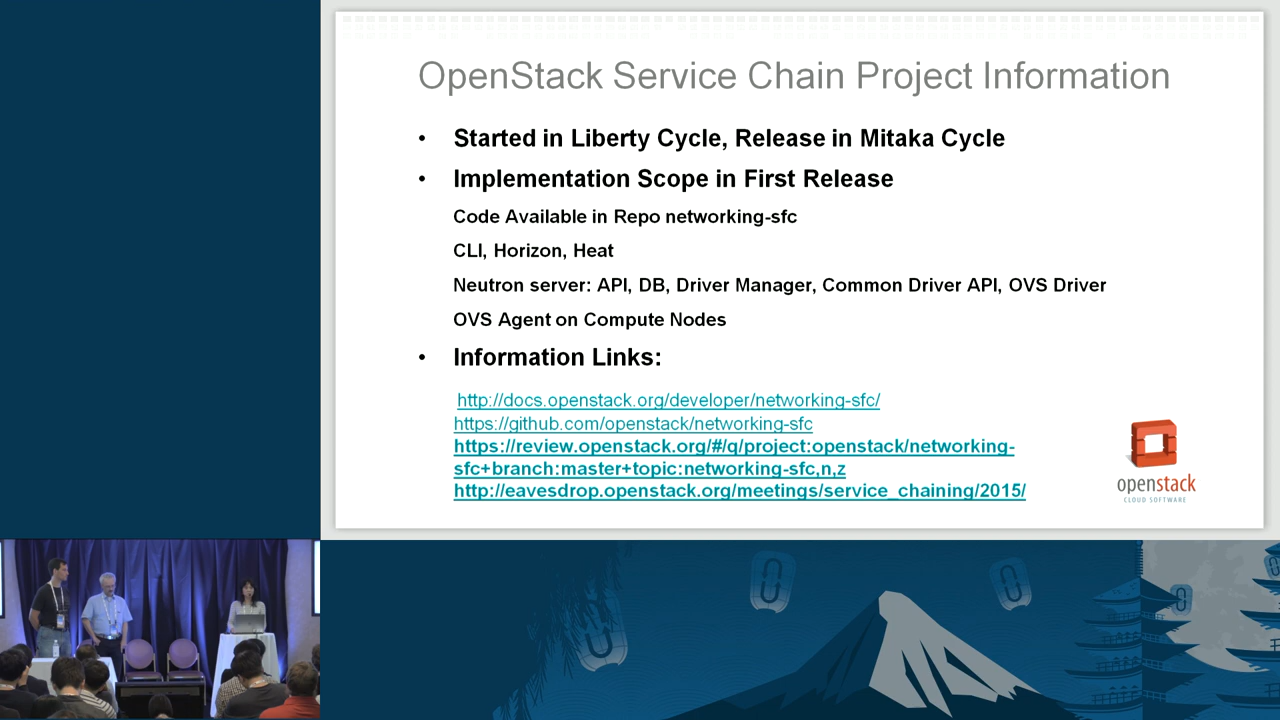 OpenStack Service Chain Project Information
• Started in Liberty Cycle, Release in Mitaka Cycle
• Implementation Scope in First Release
Code Available in Repo networking-sfc
CLI, Horizon, Heat
Neutron server: API, DB, Driver Manager, Common Driver API, OVS Driver
OVS Agent on Compute Nodes
• Information Links:
http://docs.openstack.org/developer/networking-sfc/
https://github.com/openstack/networking-sfc
https://review.openstack.org/#/q/project:openstack/networking-
sfc+branch:master+topic:networking-sfc,n,z
http://eavesdrop.openstack.org/meetings/service_chaining/2015/
openstack
CLOUD SOFTWARE